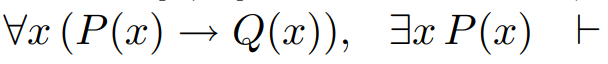 ∀x (P(x) → Q(x)), ∃x P(x) ⊢